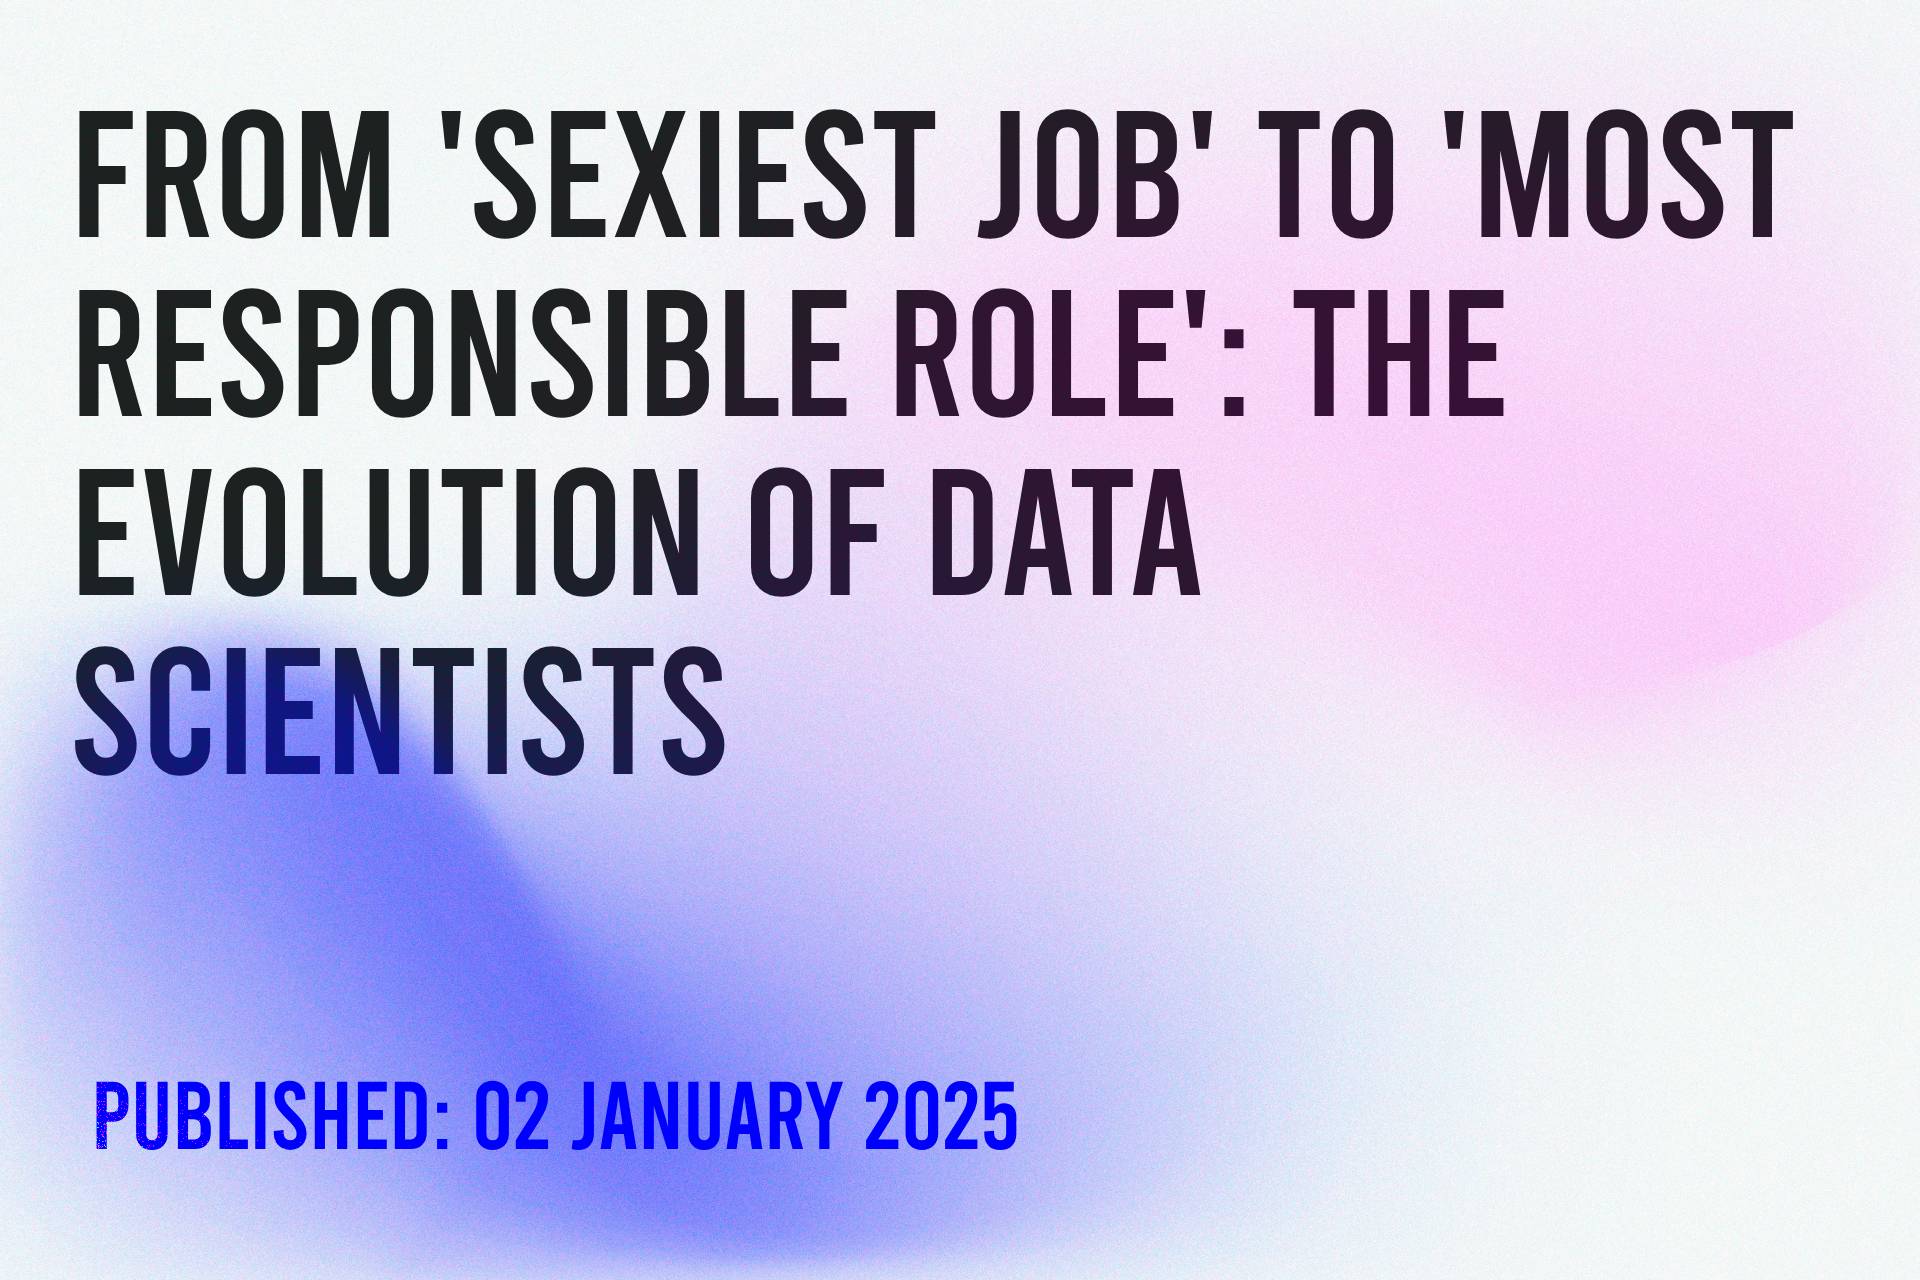 FROM 'SEXIEST JOB' TO 'MOST
RESPONSIBLE ROLE': THE
EVOLUTION OF DATA
SCIENTISTS
PUBLISHED: 02 JANUARY 2025